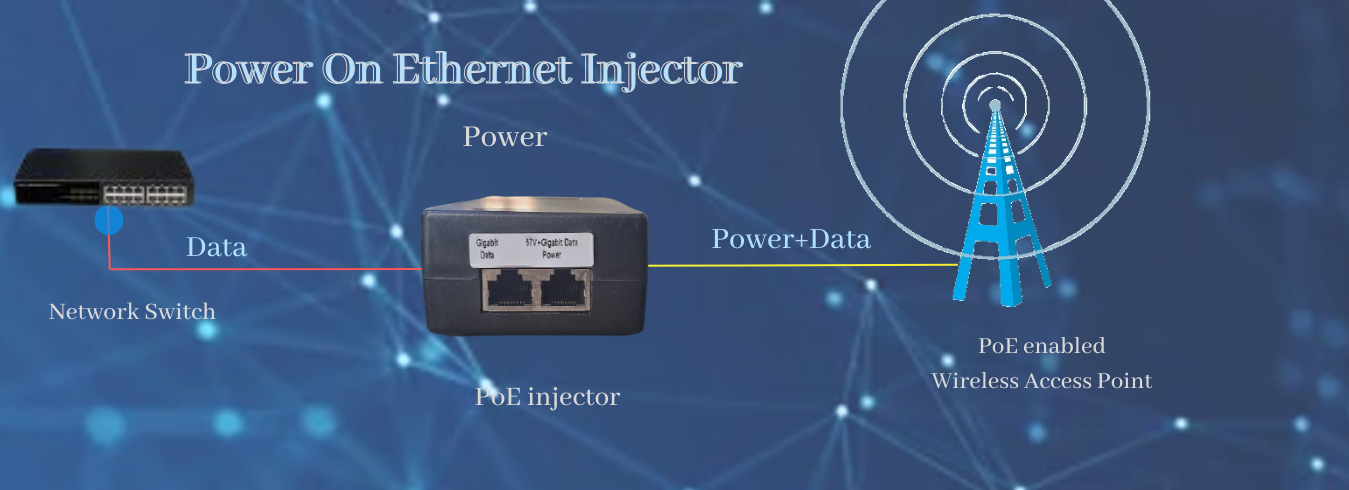 Power On Ethernet Injector
Power
Gigabit 57V+Gigabit Data
Data Power
Data
Power+Data
Network Switch
PoE injector
PoE enabled
Wireless Access Point